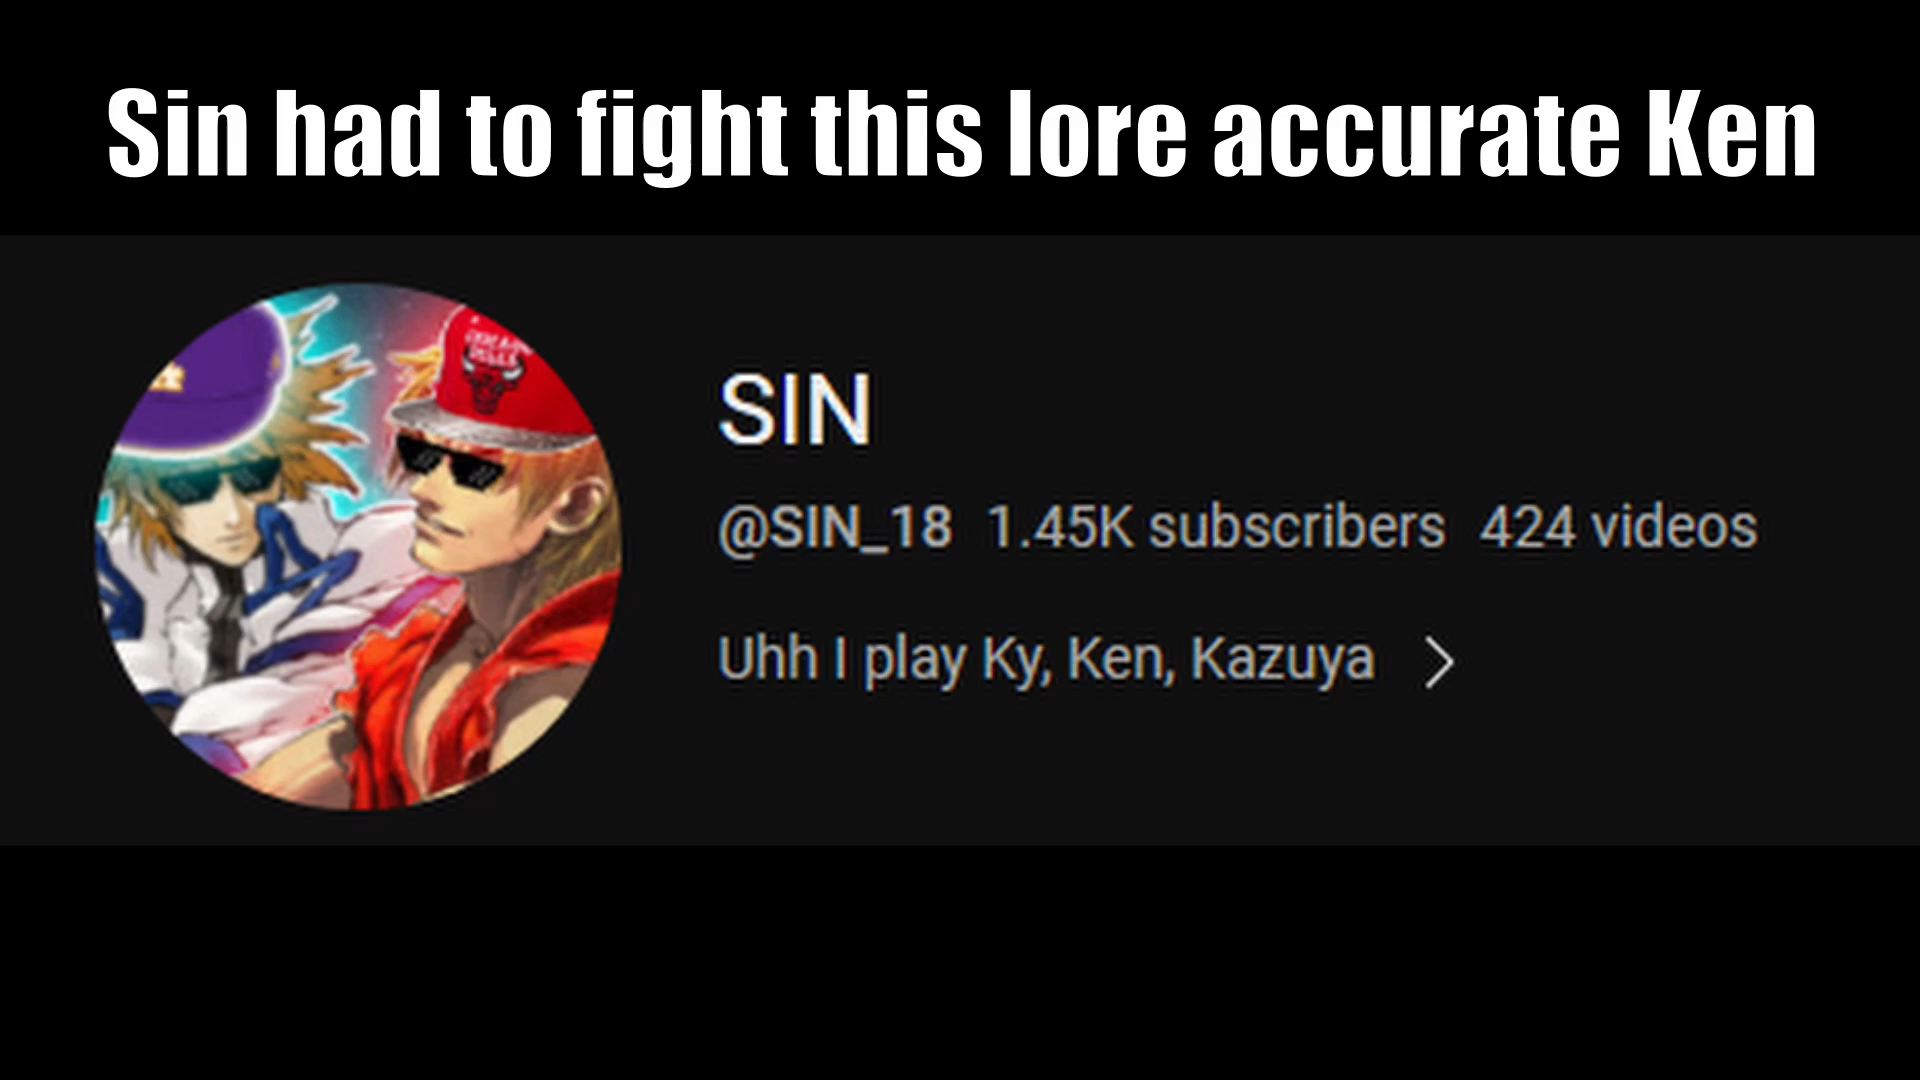 Sin had to fight this lore accurate Ken
SIN
@SIN_18 1.45K subscribers 424 videos
Uhh I play Ky, Ken, Kazuya